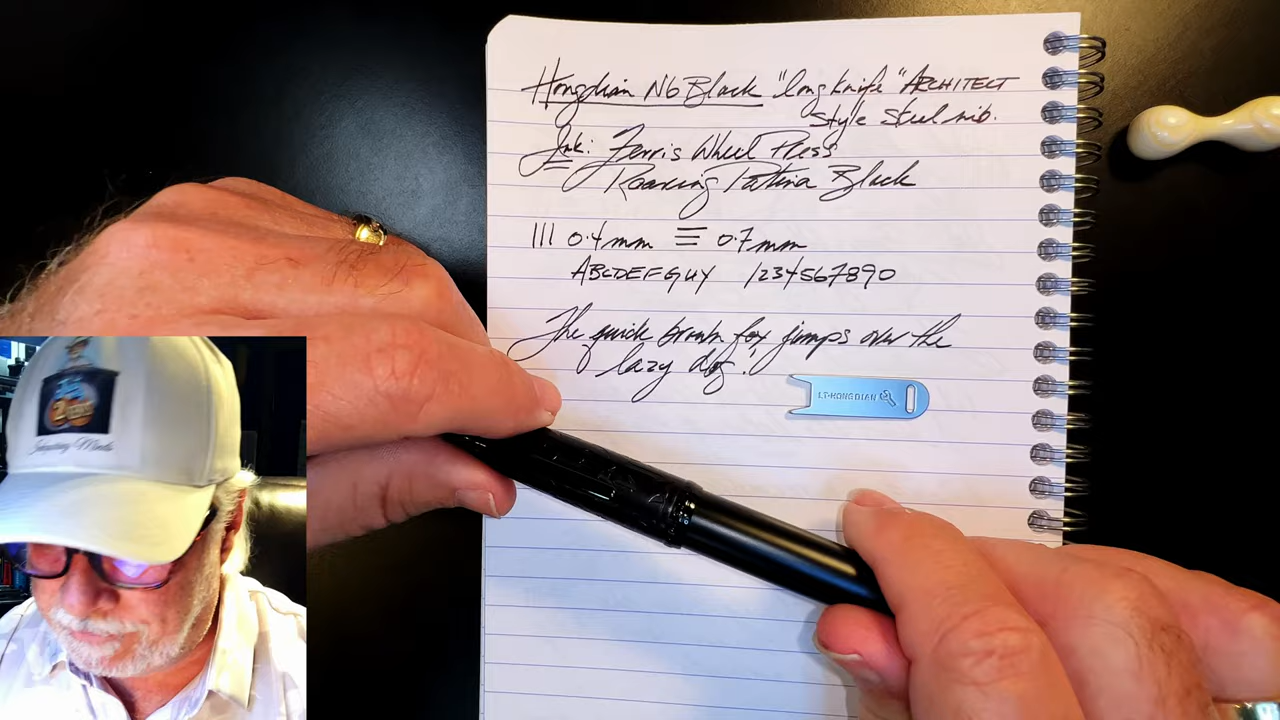 Hongdian N6 Black "long knife" ARCHITECT
style steel nib.
Ink: Ferris Wheel Press
Roaring Patina Black
||| 0.4mm ☰ 0.7mm
ABCDEFGUY 1234567890
The quick brown fox jumps over the
lazy dog!
LT-HONGDIAN